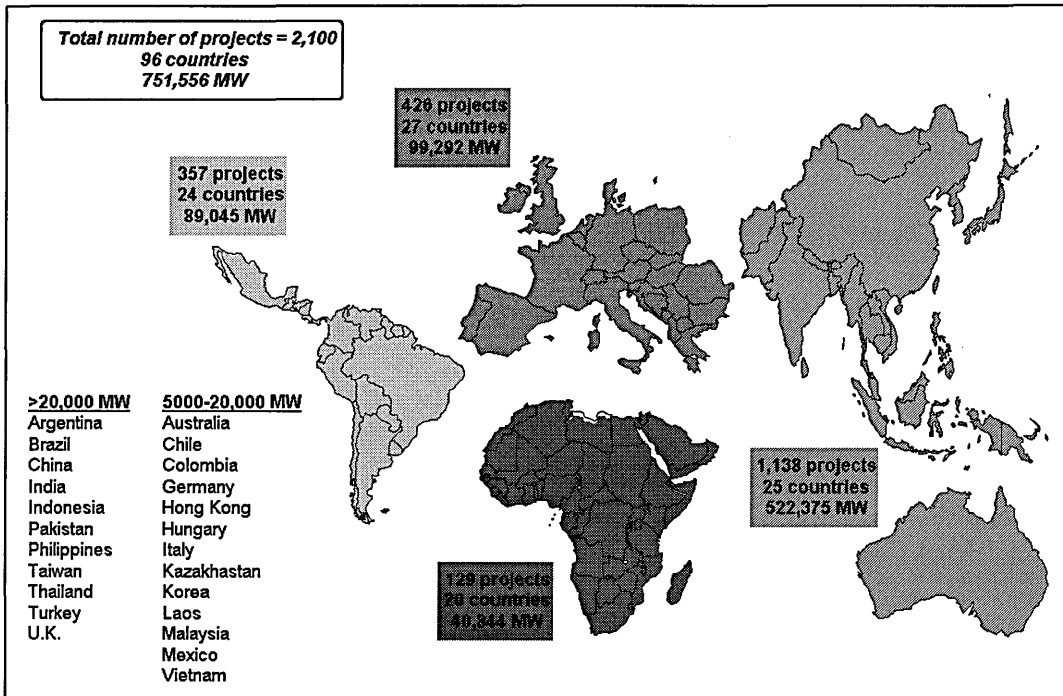 Total number of projects = 2,100
96 countries
751,556 MW
426 projects
27 countries
99,292 MW
357 projects
24 countries
89,045 MW
>20,000 MW
Argentina
Brazil
China
India
Indonesia
Pakistan
Philippines
Taiwan
Thailand
Turkey
U.K.
5000-20,000 MW
Australia
Chile
Colombia
Germany
Hong Kong
Hungary
Italy
Kazakhastan
Korea
Laos
Malaysia
Mexico
Vietnam
129 projects
20 countries
40,844 MW
1,138 projects
25 countries
522,375 MW